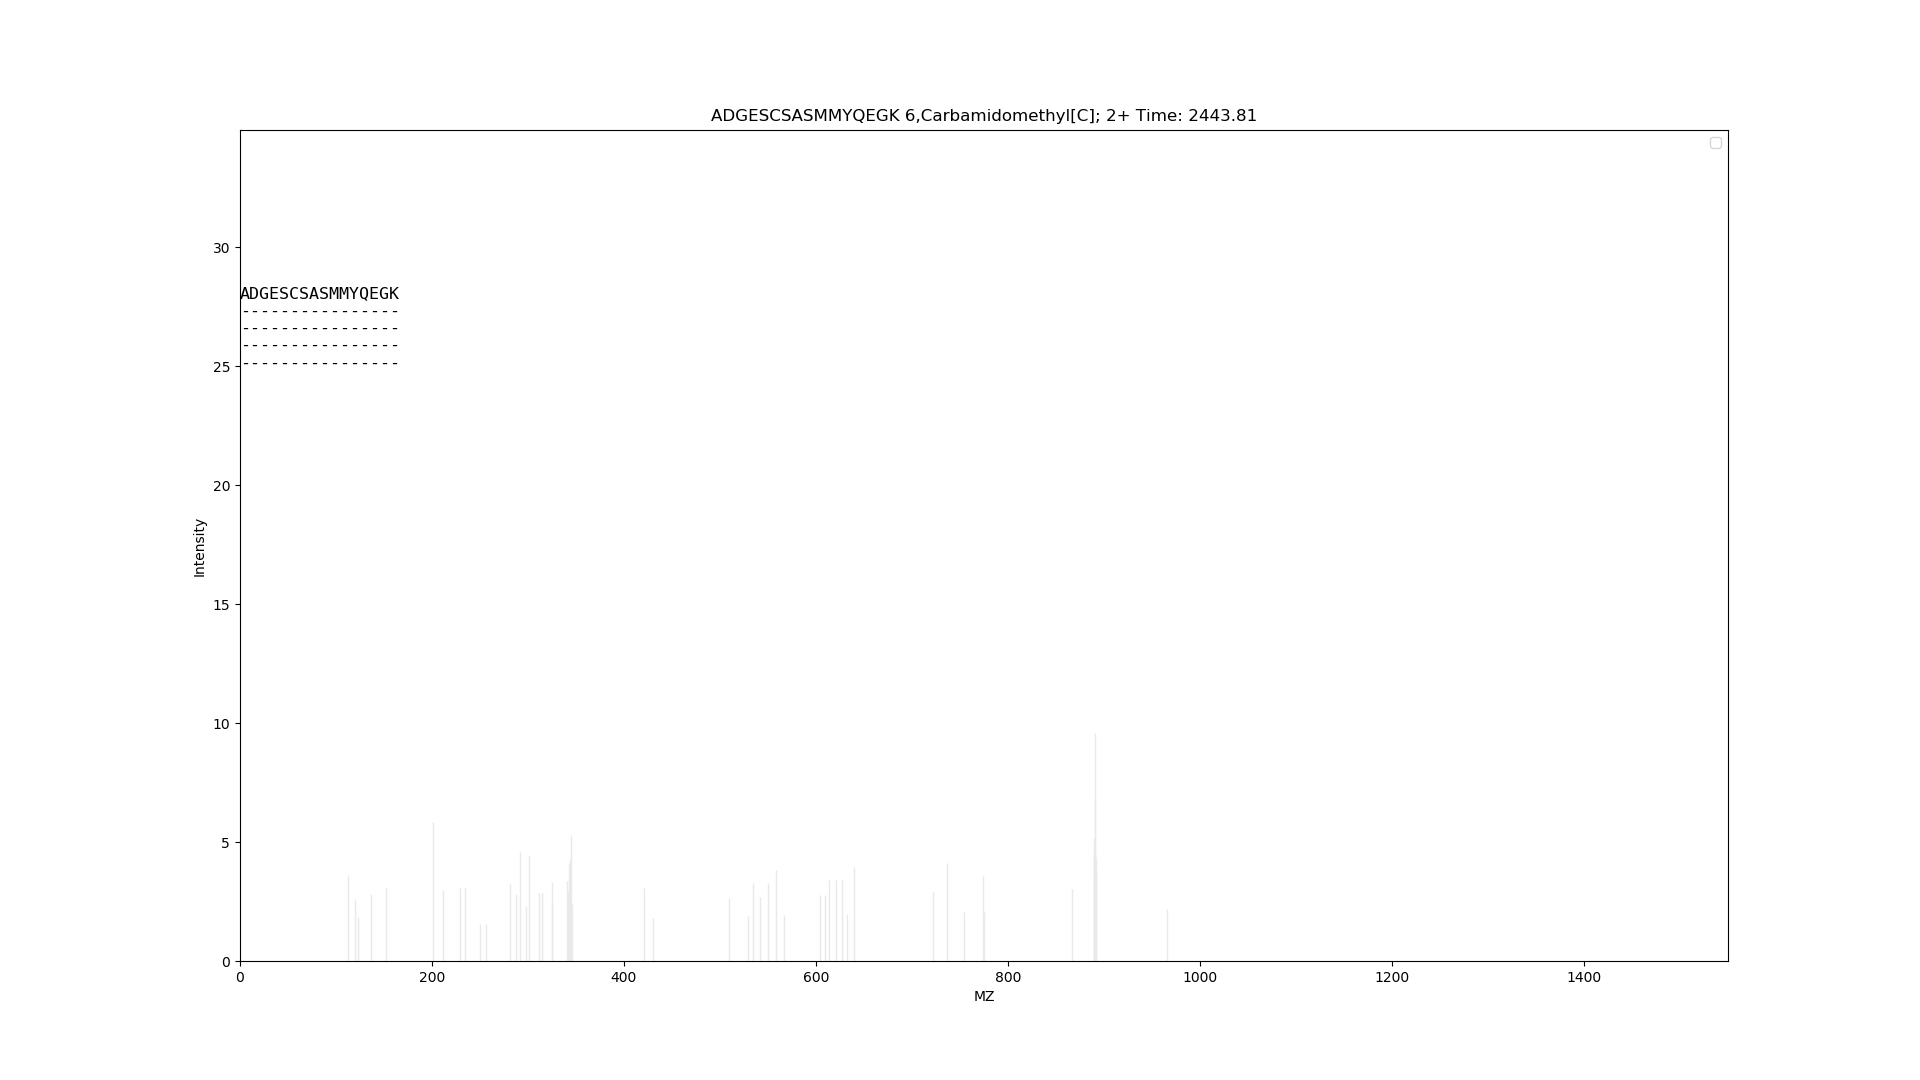 ADGESCSASMMYQEGK 6,Carbamidomethyl[C]; 2+ Time: 2443.81
30
ADGESCSASMMYQEGK
----------------
----------------
----------------
----------------
25
20
Intensity
15
10
5
0
0 200 400 600 800 1000 1200 1400
MZ